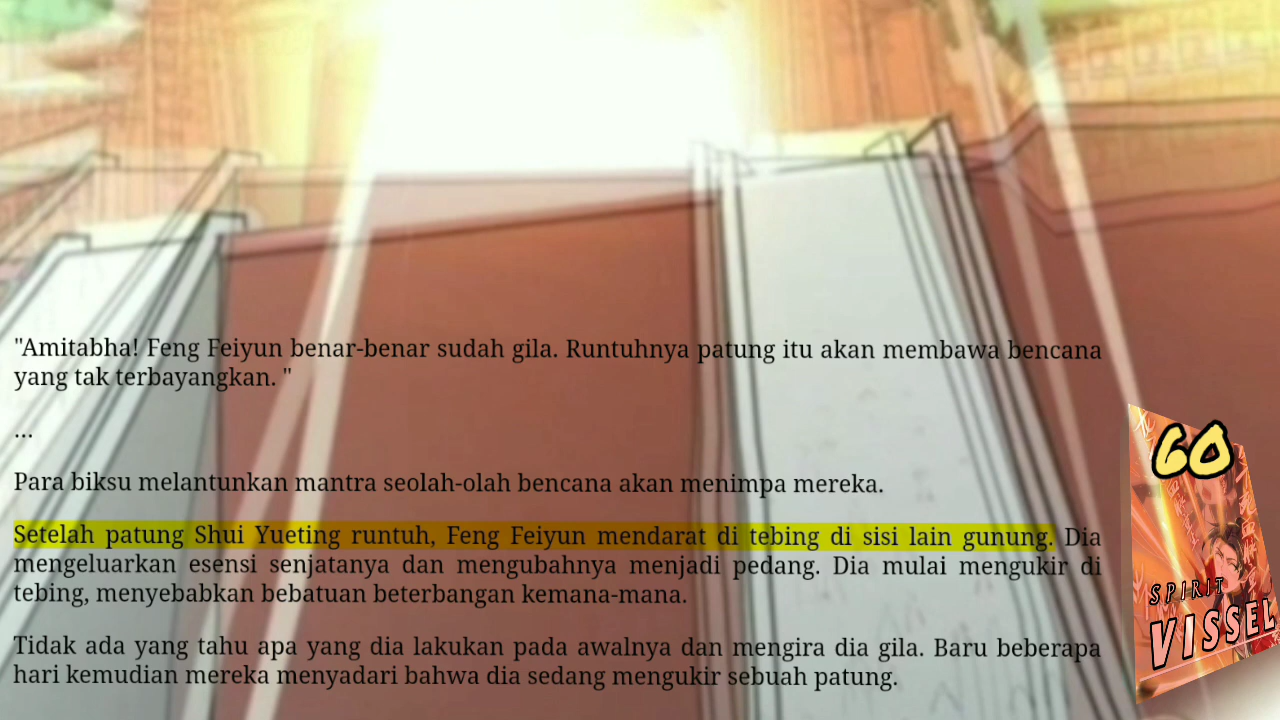 "Amitabha! Feng Feiyun benar-benar sudah gila. Runtuhnya patung itu akan membawa bencana
yang tak terbayangkan. "
...
Para biksu melantunkan mantra seolah-olah bencana akan menimpa mereka.
Setelah patung Shui Yueting runtuh, Feng Feiyun mendarat di tebing di sisi lain gunung. Dia
mengeluarkan esensi senjatanya dan mengubahnya menjadi pedang. Dia mulai mengukir di
tebing, menyebabkan bebatuan beterbangan kemana-mana.
Tidak ada yang tahu apa yang dia lakukan pada awalnya dan mengira dia gila. Baru beberapa
hari kemudian mereka menyadari bahwa dia sedang mengukir sebuah patung.
60
SPIRIT
VISSEL